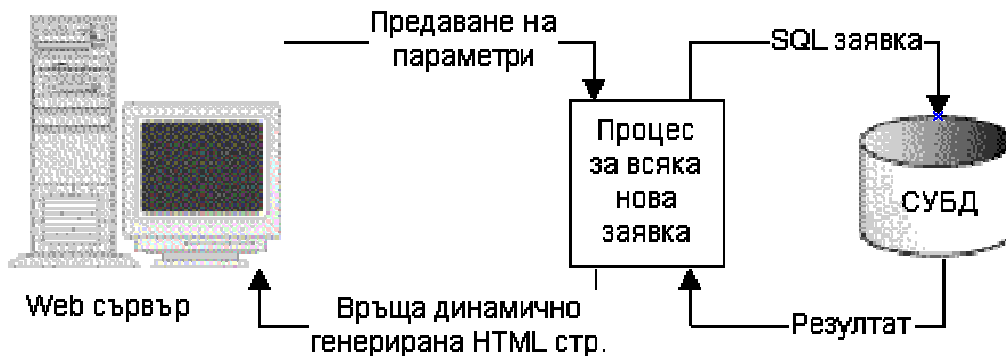 Предаване на
параметри
SQL заявка
Процес
за всяка
нова
заявка
СУБД
Web сървър
Връща динамично
генерирана HTML стр.
Резултат